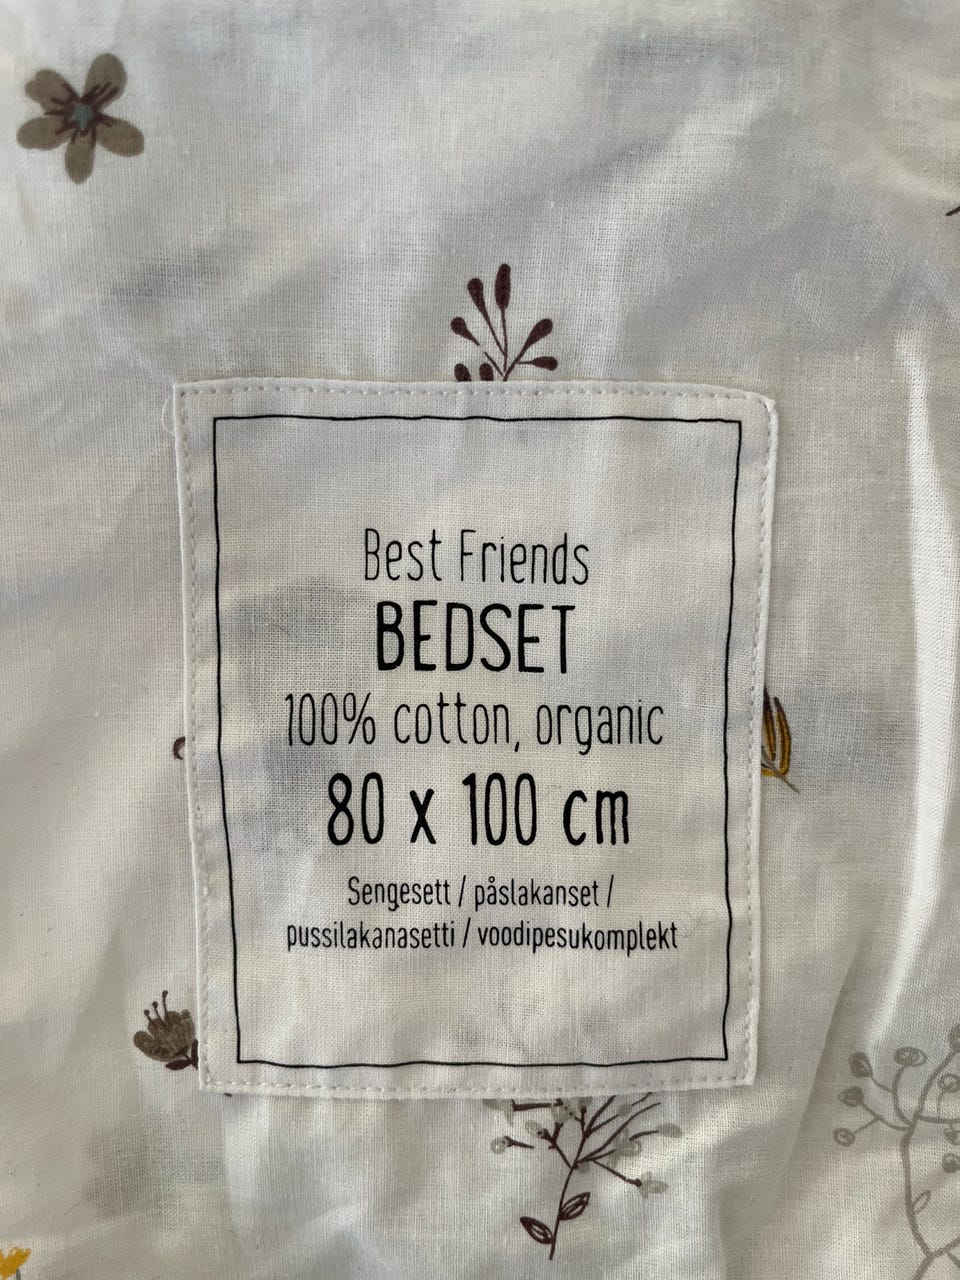 Best Friends
BEDSET
100% cotton, organic
80 x 100 cm
Sengesett / påslakanset /
pussilakanasetti / voodipesukomplekt